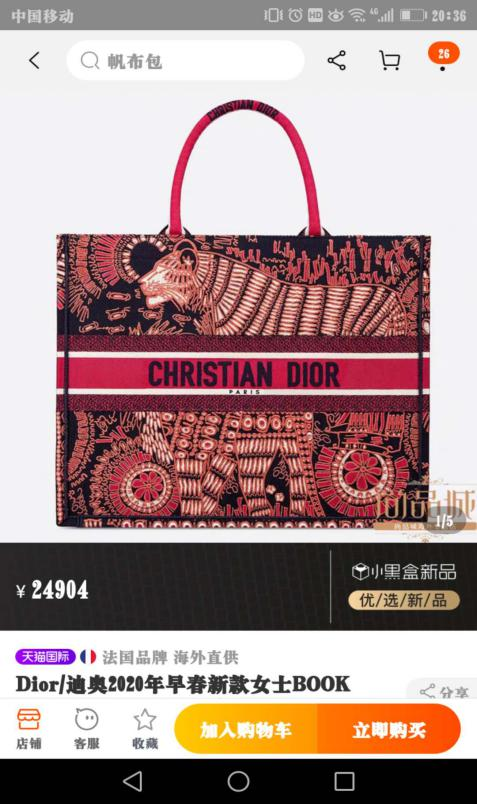 中国移动
HD
4G
20:36
帆布包
26
CHRISTIAN DIOR
CHRISTIAN DIOR
PARIS
尚品城
1/5
¥24904
小黑盒新品
优/选/新/品
天猫国际 法国品牌 海外直供
Dior/迪奥2020年早春新款女士BOOK
分享
店铺
客服
收藏
加入购物车
立即购买